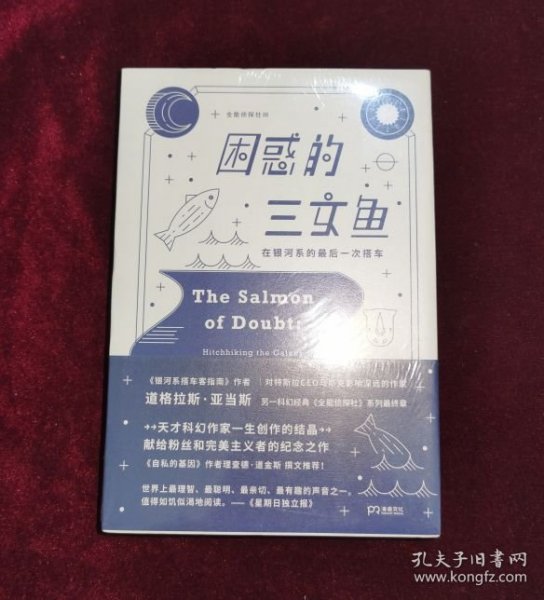 全能侦探社III
困惑的
三文鱼
在银河系的最后一次搭车
The Salmon
of Doubt:
Hitchhiking the Galaxy
《银河系搭车客指南》作者
对特斯拉CEO马斯克影响深远的作家
道格拉斯·亚当斯
另一科幻经典《全能侦探社》系列最终章
→→天才科幻作家一生创作的结晶→→
献给粉丝和完美主义者的纪念之作
《自私的基因》作者理查德·道金斯 撰文推荐！
世界上最理智、最聪明、最亲切、最有趣的声音之一，
值得如饥似渴地阅读。——《星期日独立报》
浦睿文化
孔夫子旧书网
www.kongfz.com